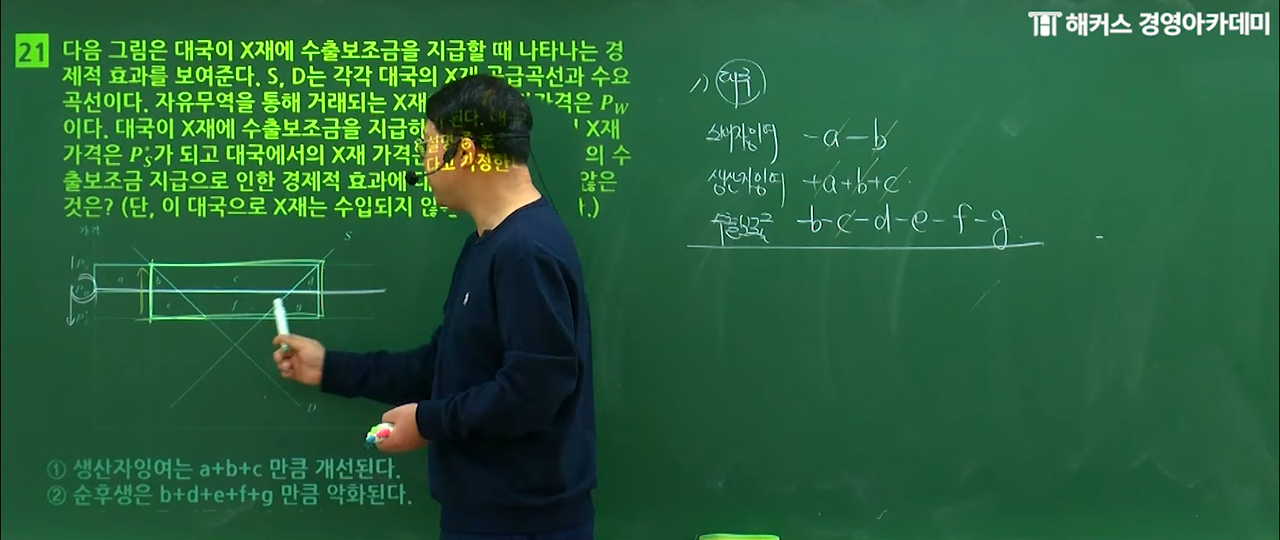 해커스 경영아카데미
21 다음 그림은 대국이 X재에 수출보조금을 지급할 때 나타나는 경
제적 효과를 보여준다. S, D는 각각 대국의 X재 공급곡선과 수요
곡선이다. 자유무역을 통해 거래되는 X재 가격은 P_W
이다. 대국이 X재에 수출보조금을 지급하 된다. X재
가격은 P_S^*가 되고 대국에서의 X재 가격은 의 수
출보조금 지급으로 인한 경제적 효과에 대 않은
것은? (단, 이 대국으로 X재는 수입되지 않 .)
가격
S
a b c d
e f g
D
① 생산자잉여는 a+b+c 만큼 개선된다.
② 순후생은 b+d+e+f+g 만큼 악화된다.
1) 대국
소비자잉여 -a-b
생산자잉여 +a+b+c
수출보조금 -b-c-d-e-f-g